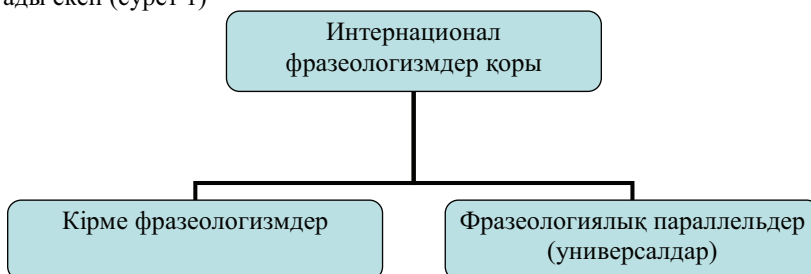 екен (сурет 1)
Интернационал
фразеологизмдер қоры
Кірме фразеологизмдер
Фразеологиялық параллельдер
(универсалдар)